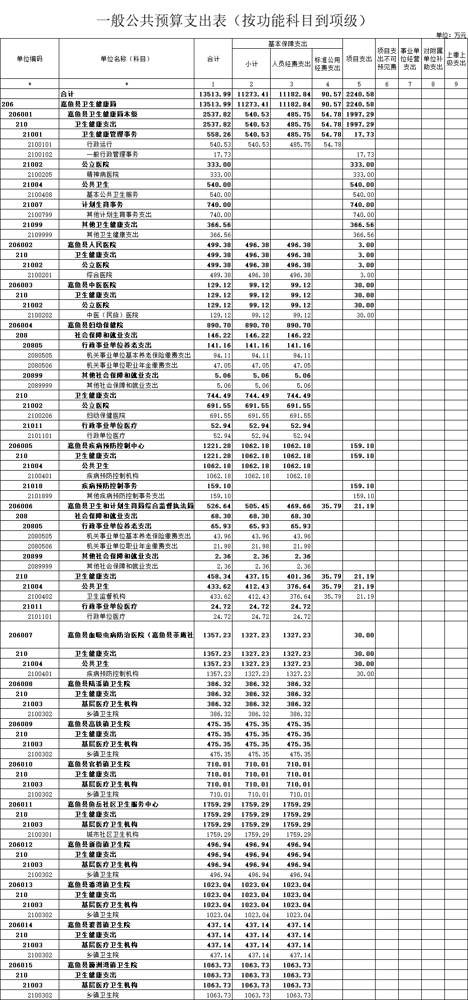 一般公共预算支出表（按功能科目到项级）
单位：万元
单位编码 单位名称（科目） 合计 基本保障支出 项目支出 项目支出不可预见费 事业单位经营支出 对附属单位补助支出 上缴上级支出
小计 人员经费支出 标准公用经费支出
* * 1 2 3 4 5 6 7 8 9
合计 13513.99 11273.41 11182.84 90.57 2240.58
206 嘉鱼县卫生健康局 13513.99 11273.41 11182.84 90.57 2240.58
206001 嘉鱼县卫生健康局本级 2537.82 540.53 485.75 54.78 1997.29
210 卫生健康支出 2537.82 540.53 485.75 54.78 1997.29
21001 卫生健康管理事务 558.26 540.53 485.75 54.78 17.73
2100101 行政运行 540.53 540.53 485.75 54.78
2100102 一般行政管理事务 17.73 17.73
21002 公立医院 333.00 333.00
2100205 精神病医院 333.00 333.00
21004 公共卫生 540.00 540.00
2100408 基本公共卫生服务 540.00 540.00
21007 计划生育事务 740.00 740.00
2100799 其他计划生育事务支出 740.00 740.00
21099 其他卫生健康支出 366.56 366.56
2109999 其他卫生健康支出 366.56 366.56
206002 嘉鱼县人民医院 499.38 496.38 496.38 3.00
210 卫生健康支出 499.38 496.38 496.38 3.00
21002 公立医院 499.38 496.38 496.38 3.00
2100201 综合医院 499.38 496.38 496.38 3.00
206003 嘉鱼县中医医院 129.12 99.12 99.12 30.00
210 卫生健康支出 129.12 99.12 99.12 30.00
21002 公立医院 129.12 99.12 99.12 30.00
2100202 中医（民族）医院 129.12 99.12 99.12 30.00
206004 嘉鱼县妇幼保健院 890.70 890.70 890.70
208 社会保障和就业支出 146.22 146.22 146.22
20805 行政事业单位养老支出 141.16 141.16 141.16
2080505 机关事业单位基本养老保险缴费支出 94.11 94.11 94.11
2080506 机关事业单位职业年金缴费支出 47.05 47.05 47.05
20899 其他社会保障和就业支出 5.06 5.06 5.06
2089999 其他社会保障和就业支出 5.06 5.06 5.06
210 卫生健康支出 744.49 744.49 744.49
21002 公立医院 691.55 691.55 691.55
2100206 妇幼保健医院 691.55 691.55 691.55
21011 行政事业单位医疗 52.94 52.94 52.94
2101101 行政单位医疗 52.94 52.94 52.94
206005 嘉鱼县疾病预防控制中心 1221.28 1062.18 1062.18 159.10
210 卫生健康支出 1221.28 1062.18 1062.18 159.10
21004 公共卫生 1062.18 1062.18 1062.18
2100401 疾病预防控制机构 1062.18 1062.18 1062.18
21018 疾病预防控制事务 159.10 159.10
2101899 其他疾病预防控制事务支出 159.10 159.10
206006 嘉鱼县卫生和计划生育局综合监督执法局 526.64 505.45 469.66 35.79 21.19
208 社会保障和就业支出 68.30 68.30 68.30
20805 行政事业单位养老支出 65.93 65.93 65.93
2080505 机关事业单位基本养老保险缴费支出 43.96 43.96 43.96
2080506 机关事业单位职业年金缴费支出 21.98 21.98 21.98
20899 其他社会保障和就业支出 2.36 2.36 2.36
2089999 其他社会保障和就业支出 2.36 2.36 2.36
210 卫生健康支出 458.34 437.15 401.36 35.79 21.19
21004 公共卫生 433.62 412.43 376.64 35.79 21.19
2100402 卫生监督机构 433.62 412.43 376.64 35.79 21.19
21011 行政事业单位医疗 24.72 24.72 24.72
2101101 行政单位医疗 24.72 24.72 24.72
206007 嘉鱼县血吸虫病防治医院（嘉鱼县茶庵社 1357.23 1327.23 1327.23 30.00
210 卫生健康支出 1357.23 1327.23 1327.23 30.00
21004 公共卫生 1357.23 1327.23 1327.23 30.00
2100401 疾病预防控制机构 1357.23 1327.23 1327.23 30.00
206008 嘉鱼县陆溪镇卫生院 386.32 386.32 386.32
210 卫生健康支出 386.32 386.32 386.32
21003 基层医疗卫生机构 386.32 386.32 386.32
2100302 乡镇卫生院 386.32 386.32 386.32
206009 嘉鱼县高铁镇卫生院 475.35 475.35 475.35
210 卫生健康支出 475.35 475.35 475.35
21003 基层医疗卫生机构 475.35 475.35 475.35
2100302 乡镇卫生院 475.35 475.35 475.35
206010 嘉鱼县官桥镇卫生院 710.01 710.01 710.01
210 卫生健康支出 710.01 710.01 710.01
21003 基层医疗卫生机构 710.01 710.01 710.01
2100302 乡镇卫生院 710.01 710.01 710.01
206011 嘉鱼县鱼岳社区卫生服务中心 1759.29 1759.29 1759.29
210 卫生健康支出 1759.29 1759.29 1759.29
21003 基层医疗卫生机构 1759.29 1759.29 1759.29
2100301 城市社区卫生机构 1759.29 1759.29 1759.29
206012 嘉鱼县新街镇卫生院 496.94 496.94 496.94
210 卫生健康支出 496.94 496.94 496.94
21003 基层医疗卫生机构 496.94 496.94 496.94
2100302 乡镇卫生院 496.94 496.94 496.94
206013 嘉鱼县潘湾镇卫生院 1023.04 1023.04 1023.04
210 卫生健康支出 1023.04 1023.04 1023.04
21003 基层医疗卫生机构 1023.04 1023.04 1023.04
2100302 乡镇卫生院 1023.04 1023.04 1023.04
206014 嘉鱼县渡普镇卫生院 437.14 437.14 437.14
210 卫生健康支出 437.14 437.14 437.14
21003 基层医疗卫生机构 437.14 437.14 437.14
2100302 乡镇卫生院 437.14 437.14 437.14
206015 嘉鱼县簰洲湾镇卫生院 1063.73 1063.73 1063.73
210 卫生健康支出 1063.73 1063.73 1063.73
21003 基层医疗卫生机构 1063.73 1063.73 1063.73
2100302 乡镇卫生院 1063.73 1063.73 1063.73